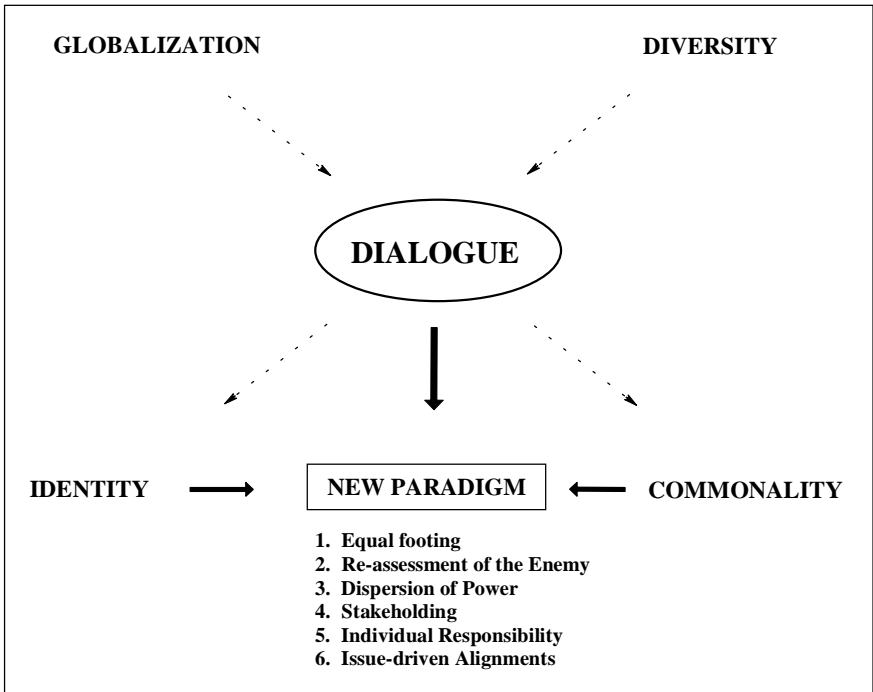 GLOBALIZATION
DIVERSITY
DIALOGUE
IDENTITY
NEW PARADIGM
COMMONALITY
1. Equal footing
2. Re-assessment of the Enemy
3. Dispersion of Power
4. Stakeholding
5. Individual Responsibility
6. Issue-driven Alignments